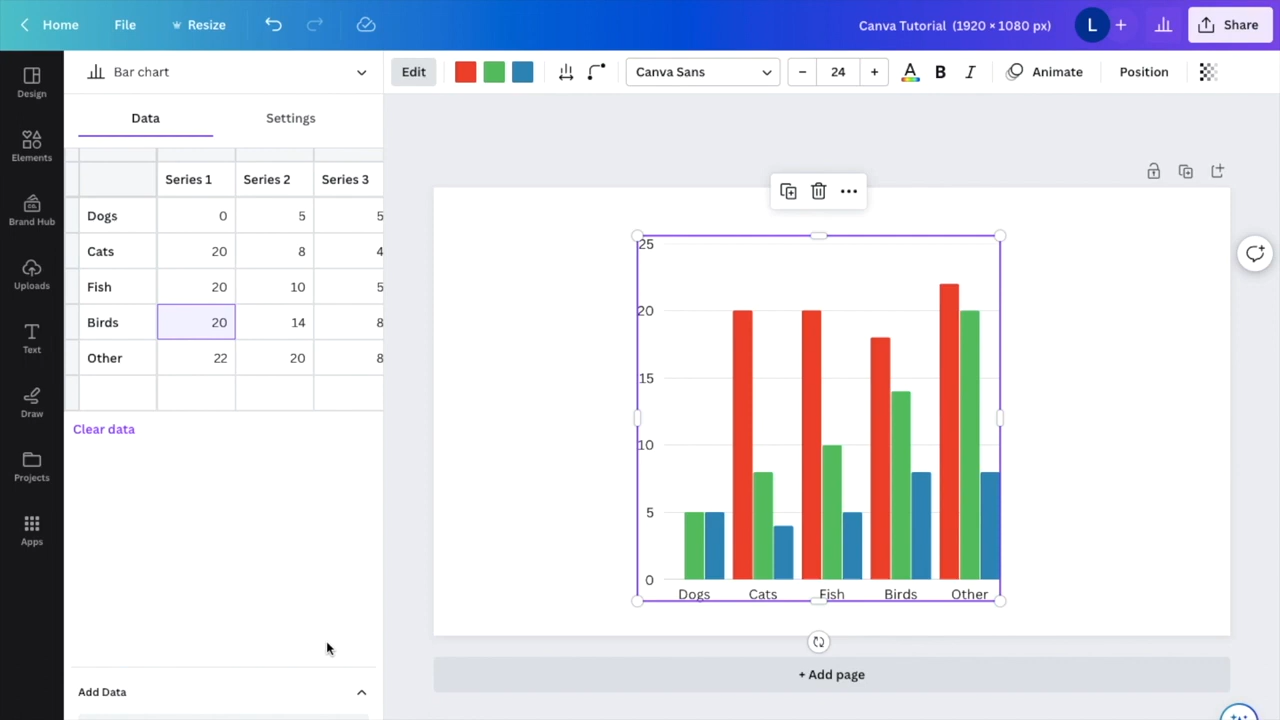 Home File Resize Canva Tutorial (1920 × 1080 px) L + Share
Bar chart Edit Canva Sans – 24 + A B I Animate Position
Design
Elements
Brand Hub
Uploads
Text
Draw
Projects
Apps
Data Settings
Series 1 Series 2 Series 3
Dogs 0 5 5
Cats 20 8 4
Fish 20 10 5
Birds 20 14 8
Other 22 20 8
Clear data
Add Data
25
20
15
10
5
0
Dogs Cats Fish Birds Other
+ Add page